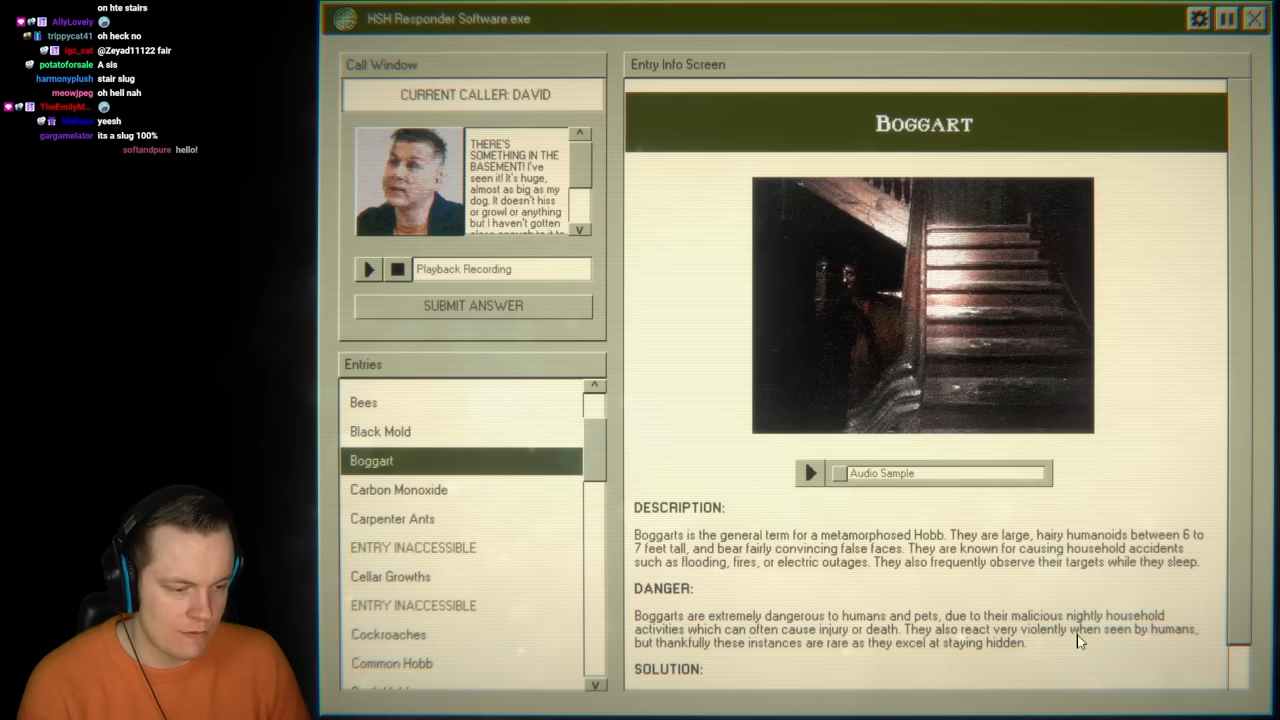 on hte stairs
AllyLovely oh heck no
trippycat41 oh heck no
igc_cat @Zeyad11122 fair
potatoforsale A sis
harmonyplush stair slug
meowjpeg oh hell nah
TheEmilyM...
yeesh
gargamelator its a slug 100%
softandpure hello!
HSH Responder Software.exe
Call Window
CURRENT CALLER: DAVID
THERE'S
SOMETHING IN THE
BASEMENT! I've
seen it! It's huge,
almost as big as my
dog. It doesn't hiss
or growl or anything
but I haven't gotten
close enough to it to
Playback Recording
SUBMIT ANSWER
Entries
Bees
Black Mold
Boggart
Carbon Monoxide
Carpenter Ants
ENTRY INACCESSIBLE
Cellar Growths
ENTRY INACCESSIBLE
Cockroaches
Common Hobb
Entry Info Screen
BOGGART
Audio Sample
DESCRIPTION:
Boggarts is the general term for a metamorphosed Hobb. They are large, hairy humanoids between 6 to
7 feet tall, and bear fairly convincing false faces. They are known for causing household accidents
such as flooding, fires, or electric outages. They also frequently observe their targets while they sleep.
DANGER:
Boggarts are extremely dangerous to humans and pets, due to their malicious nightly household
activities which can often cause injury or death. They also react very violently when seen by humans,
but thankfully these instances are rare as they excel at staying hidden.
SOLUTION: